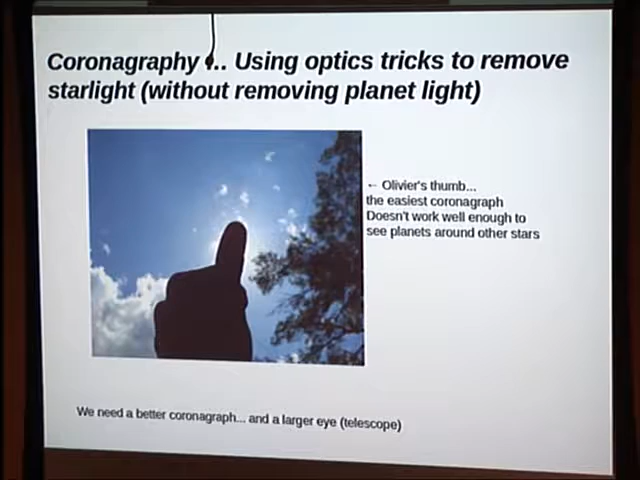 Coronagraphy ... Using optics tricks to remove
starlight (without removing planet light)
← Olivier's thumb...
the easiest coronagraph
Doesn't work well enough to
see planets around other stars
We need a better coronagraph... and a larger eye (telescope)